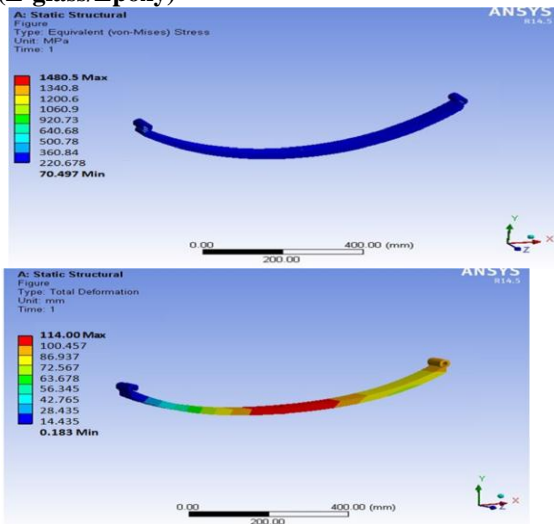 (E-glass/Epoxy)
A: Static Structural
Figure
Type: Equivalent (von-Mises) Stress
Unit: MPa
Time: 1
ANSYS
R14.5
1480.5 Max
1340.8
1200.6
1060.9
920.73
640.68
500.78
360.84
220.678
70.497 Min
Y
X
Z
0.00
400.00 (mm)
200.00
A: Static Structural
Figure
Type: Total Deformation
Unit: mm
Time: 1
ANSYS
R14.5
114.00 Max
100.457
86.937
72.567
63.678
56.345
42.765
28.435
14.435
0.183 Min
Y
X
Z
0.00
400.00 (mm)
200.00